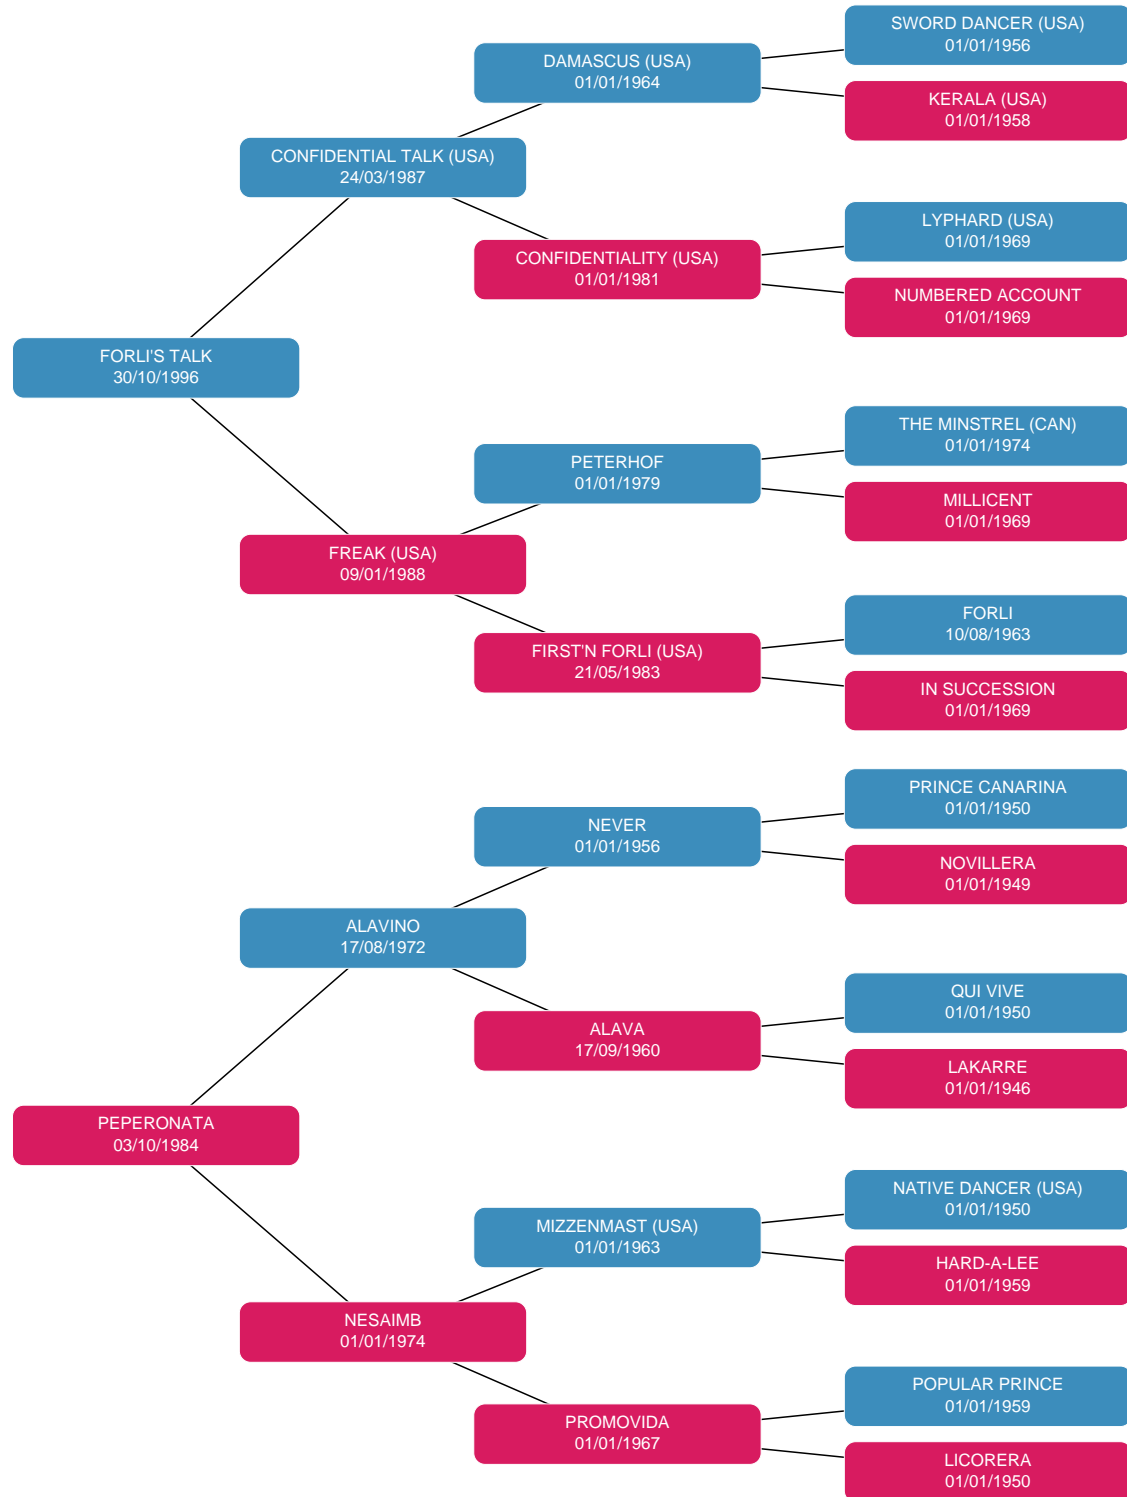 SWORD DANCER (USA)
01/01/1956
DAMASCUS (USA)
01/01/1964
KERALA (USA)
01/01/1958
CONFIDENTIAL TALK (USA)
24/03/1987
LYPHARD (USA)
01/01/1969
CONFIDENTIALITY (USA)
01/01/1981
NUMBERED ACCOUNT
01/01/1969
FORLI'S TALK
30/10/1996
THE MINSTREL (CAN)
01/01/1974
PETERHOF
01/01/1979
MILLICENT
01/01/1969
FREAK (USA)
09/01/1988
FORLI
10/08/1963
FIRST'N FORLI (USA)
21/05/1983
IN SUCCESSION
01/01/1969
PRINCE CANARINA
01/01/1950
NEVER
01/01/1956
NOVILLERA
01/01/1949
ALAVINO
17/08/1972
QUI VIVE
01/01/1950
ALAVA
17/09/1960
LAKARRE
01/01/1946
PEPERONATA
03/10/1984
NATIVE DANCER (USA)
01/01/1950
MIZZENMAST (USA)
01/01/1963
HARD-A-LEE
01/01/1959
NESAIMB
01/01/1974
POPULAR PRINCE
01/01/1959
PROMOVIDA
01/01/1967
LICORERA
01/01/1950